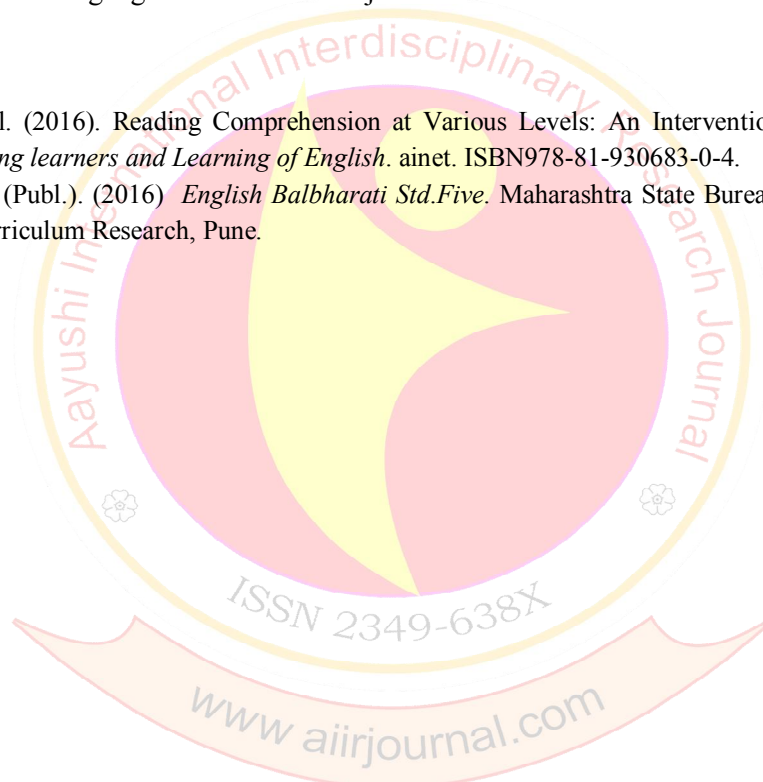 l. (2016). Reading Comprehension at Various Levels: An Interventio
ng learners and Learning of English. ainet. ISBN978-81-930683-0-4.
(Publ.). (2016) English Balbharati Std.Five. Maharashtra State Burea
rriculum Research, Pune.
Aayushi International Interdisciplinary Research Journal
ISSN 2349-638X
www aiirjournal.com